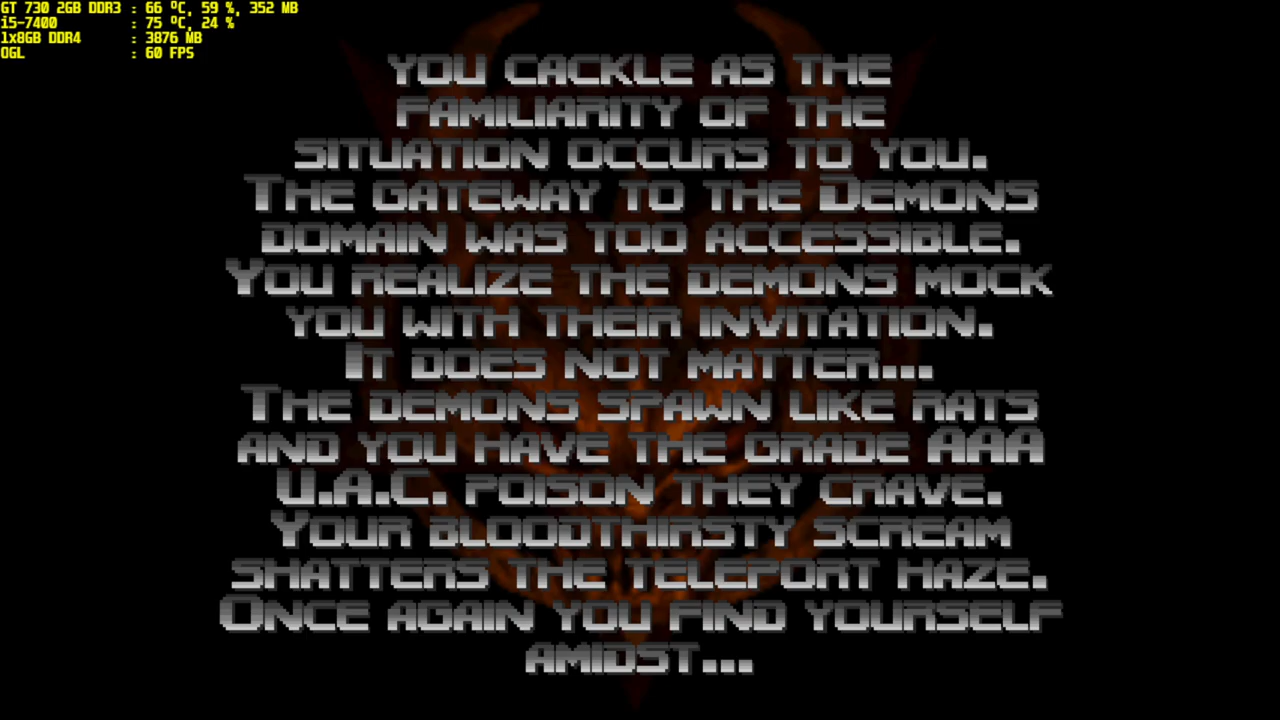 GT 730 2GB DDR3 : 66 ºC, 59 %, 352 MB
i5-7400 : 75 ºC, 24 %
1x8GB DDR4 : 3876 MB
OGL : 60 FPS
you cackle as the
familiarity of the
situation occurs to you.
The gateway to the Demons
domain was too accessible.
You realize the demons mock
you with their invitation.
It does not matter...
The demons spawn like rats
and you have the grade AAA
U.A.C. poison they crave.
Your bloodthirsty scream
shatters the teleport haze.
Once again you find yourself
amidst...